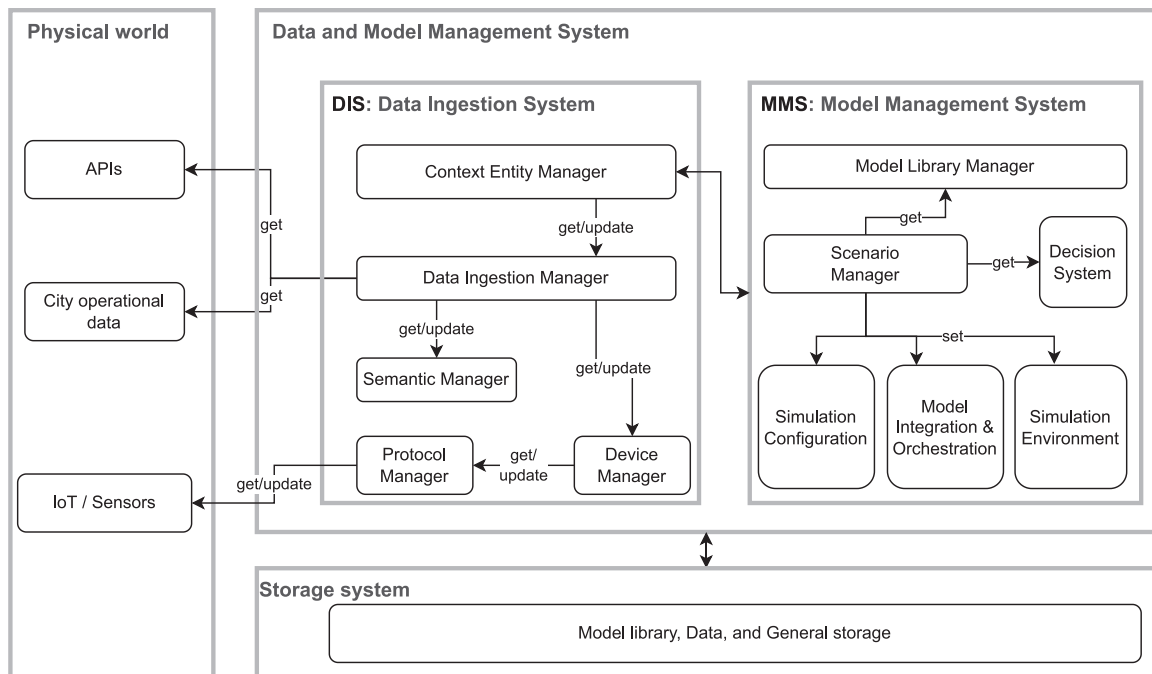 Physical world
APIs
City operational
data
IoT / Sensors
get
get
get/update
Data and Model Management System
DIS: Data Ingestion System
Context Entity Manager
get/update
Data Ingestion Manager
get/update
Semantic Manager
get/update
Protocol
Manager
get/
update
Device
Manager
MMS: Model Management System
Model Library Manager
get
Scenario
Manager
get
Decision
System
set
Simulation
Configuration
Model
Integration &
Orchestration
Simulation
Environment
Storage system
Model library, Data, and General storage